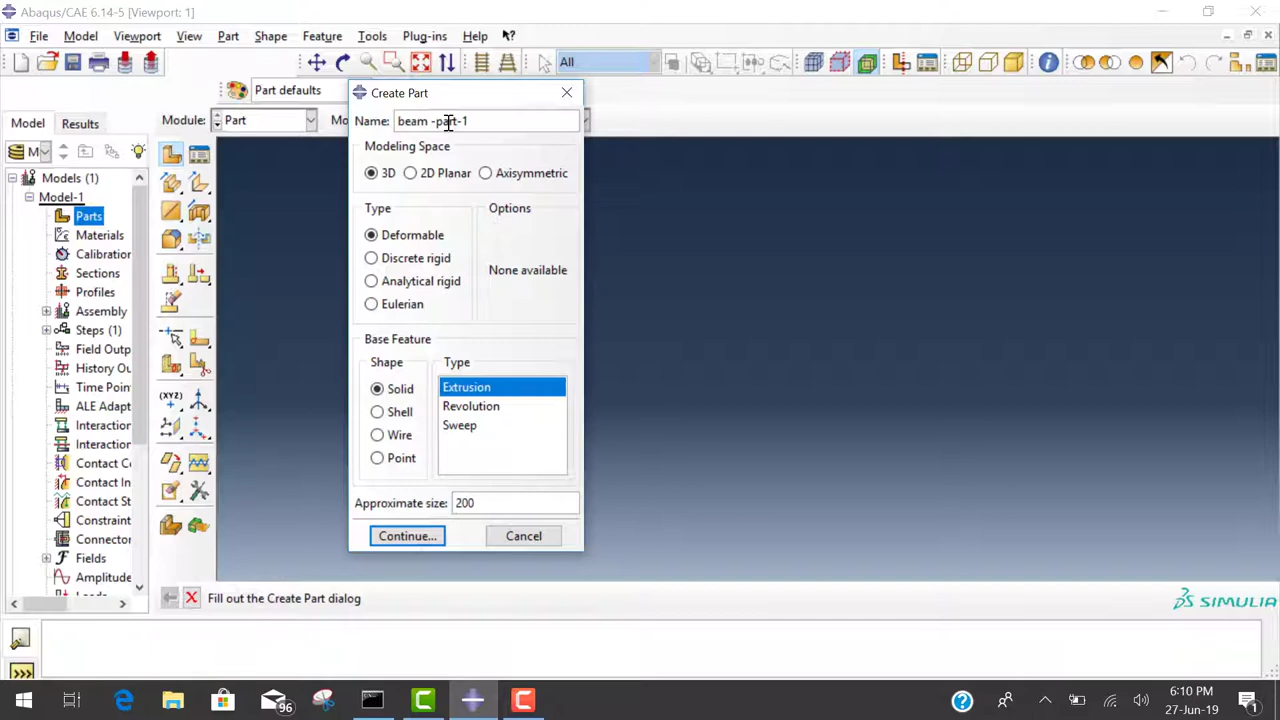 Abaqus/CAE 6.14-5 [Viewport: 1]
File Model Viewport View Part Shape Feature Tools Plug-ins Help
All
Part defaults
Create Part
Model Results
Module: Part
Name: beam -part-1
Modeling Space
3D 2D Planar Axisymmetric
Type
Options
Deformable
Discrete rigid
Analytical rigid
Eulerian
None available
Base Feature
Shape
Type
Solid
Shell
Wire
Point
Extrusion
Revolution
Sweep
Approximate size: 200
Continue... Cancel
Models (1)
Model-1
Parts
Materials
Calibration
Sections
Profiles
Assembly
Steps (1)
Field Outp
History Ou
Time Point
ALE Adapt
Interaction
Interaction
Contact Co
Contact In
Contact St
Constraint
Connector
Fields
Amplitude
(XYZ)
Fill out the Create Part dialog
SIMULIA
>>>
96
6:10 PM
27-Jun-19
1